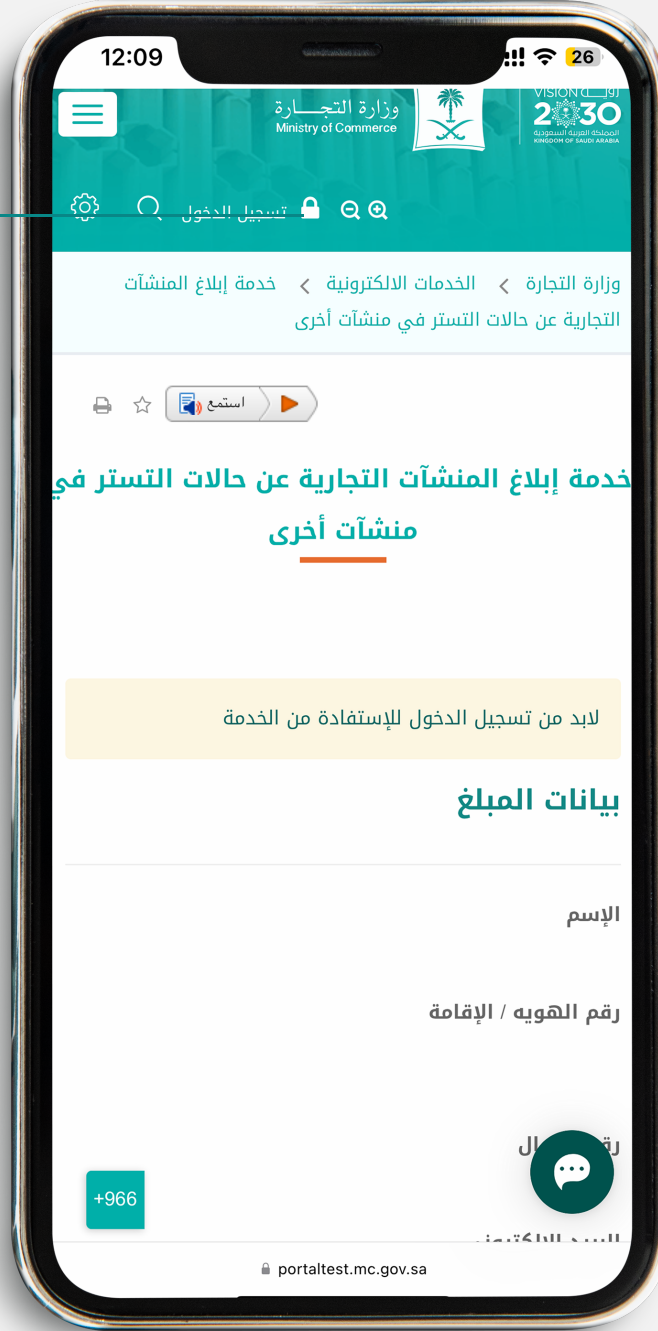 12:09
26
وزارة التجـــارة
Ministry of Commerce
VISION رؤيــــة
2030
المملكة العربية السعودية
KINGDOM OF SAUDI ARABIA
تسجيل الدخول
وزارة التجارة > الخدمات الالكترونية > خدمة إبلاغ المنشآت
التجارية عن حالات التستر في منشآت أخرى
استمع
خدمة إبلاغ المنشآت التجارية عن حالات التستر في
منشآت أخرى
لابد من تسجيل الدخول للإستفادة من الخدمة
بيانات المبلغ
الإسم
رقم الهويه / الإقامة
+966
portaltest.mc.gov.sa